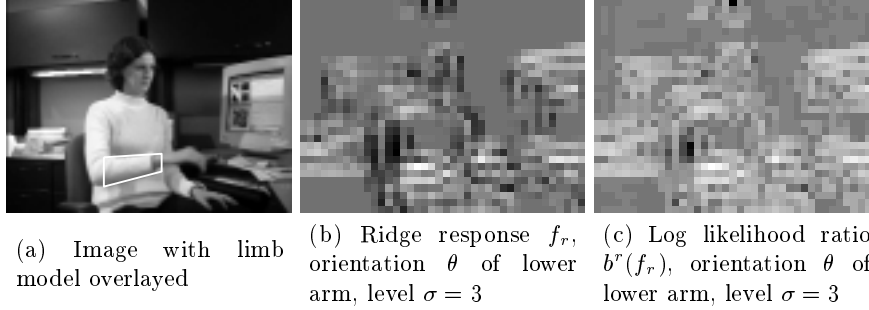 (a) Image with limb
model overlayed
(b) Ridge response f_r,
orientation θ of lower
arm, level σ = 3
(c) Log likelihood ratio
b^r(f_r), orientation θ of
lower arm, level σ = 3